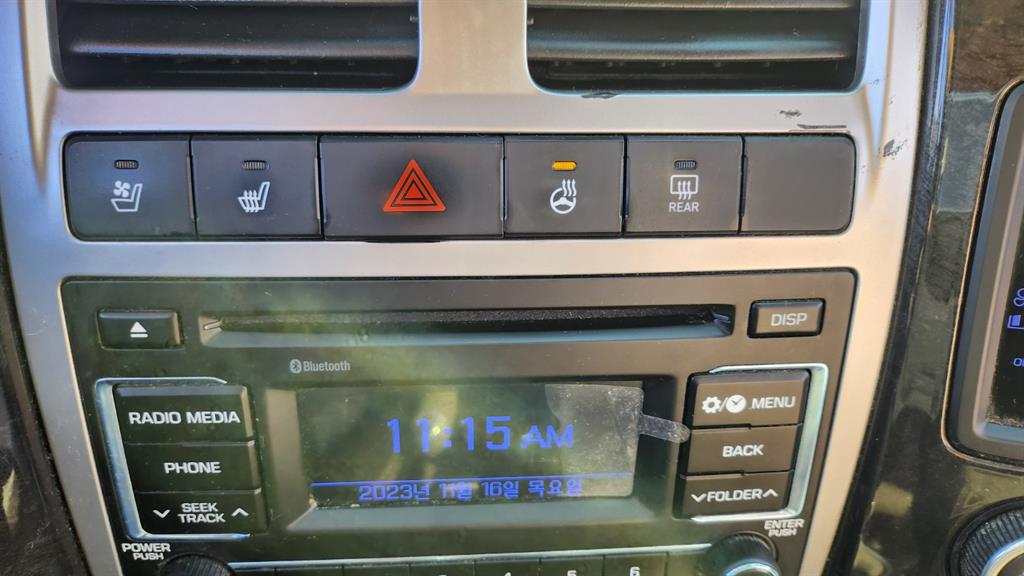 REAR
DISP
Bluetooth
RADIO MEDIA
MENU
11:15 AM
PHONE
BACK
SEEK
TRACK
FOLDER
2023년 11월 16일 목요일
POWER
PUSH
ENTER
PUSH
5
6